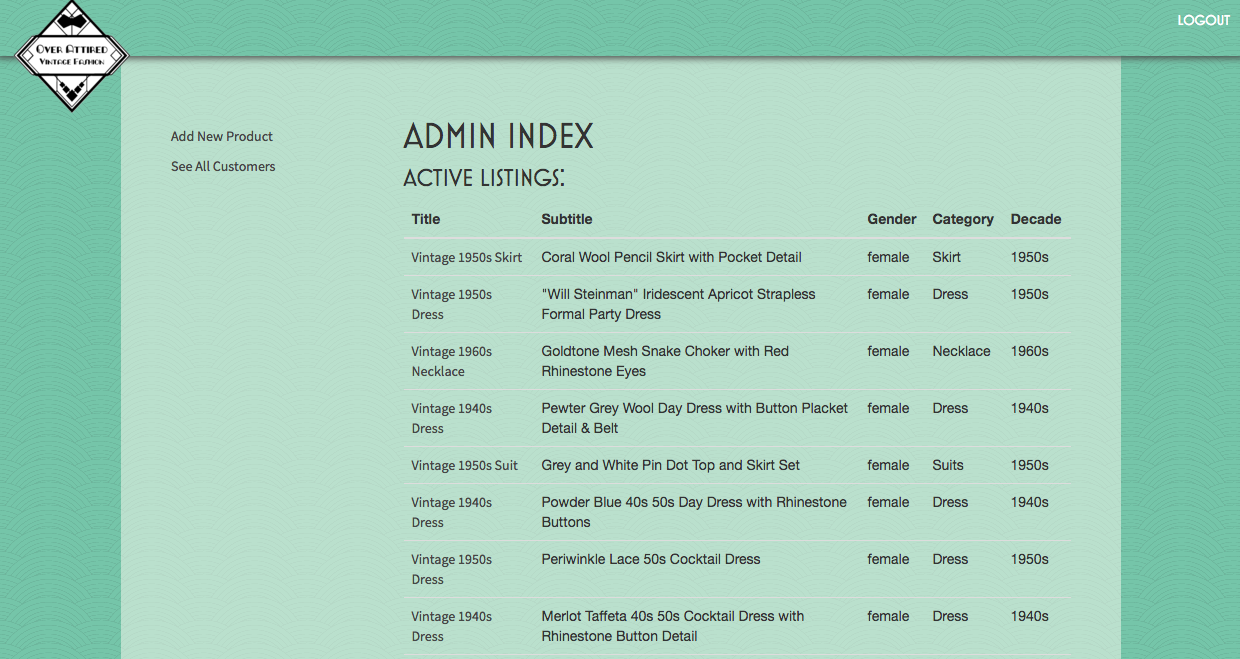 LOGOUT
OVER ATTIRED
VINTAGE FASHION
Add New Product
See All Customers
ADMIN INDEX
ACTIVE LISTINGS:
Title Subtitle Gender Category Decade
Vintage 1950s Skirt Coral Wool Pencil Skirt with Pocket Detail female Skirt 1950s
Vintage 1950s "Will Steinman" Iridescent Apricot Strapless female Dress 1950s
Dress Formal Party Dress
Vintage 1960s Goldtone Mesh Snake Choker with Red female Necklace 1960s
Necklace Rhinestone Eyes
Vintage 1940s Pewter Grey Wool Day Dress with Button Placket female Dress 1940s
Dress Detail & Belt
Vintage 1950s Suit Grey and White Pin Dot Top and Skirt Set female Suits 1950s
Vintage 1940s Powder Blue 40s 50s Day Dress with Rhinestone female Dress 1940s
Dress Buttons
Vintage 1950s Periwinkle Lace 50s Cocktail Dress female Dress 1950s
Dress
Vintage 1940s Merlot Taffeta 40s 50s Cocktail Dress with female Dress 1940s
Dress Rhinestone Button Detail